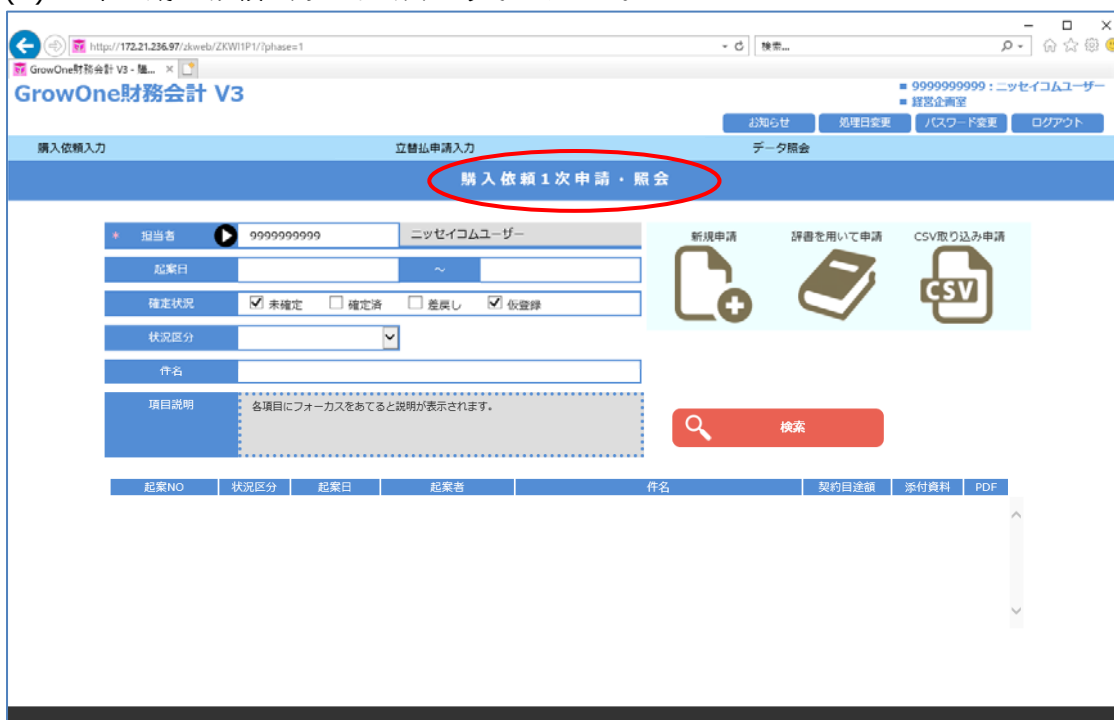 http://172.21.236.97/zkweb/ZKWI1P1/?phase=1
検索...
GrowOne財務会計 V3 - 購...
GrowOne財務会計 V3
9999999999：ニッセイコムユーザー
経営企画室
お知らせ 処理日変更 パスワード変更 ログアウト
購入依頼入力 立替払申請入力 データ照会
購入依頼1次申請・照会
* 担当者 9999999999 ニッセイコムユーザー
新規申請 辞書を用いて申請 CSV取り込み申請
起案日 ～
CSV
確定状況 未確定 確定済 差戻し 仮登録
状況区分
件名
項目説明 各項目にフォーカスをあてると説明が表示されます。
検索
起案NO 状況区分 起案日 起案者 件名 契約目途額 添付資料 PDF